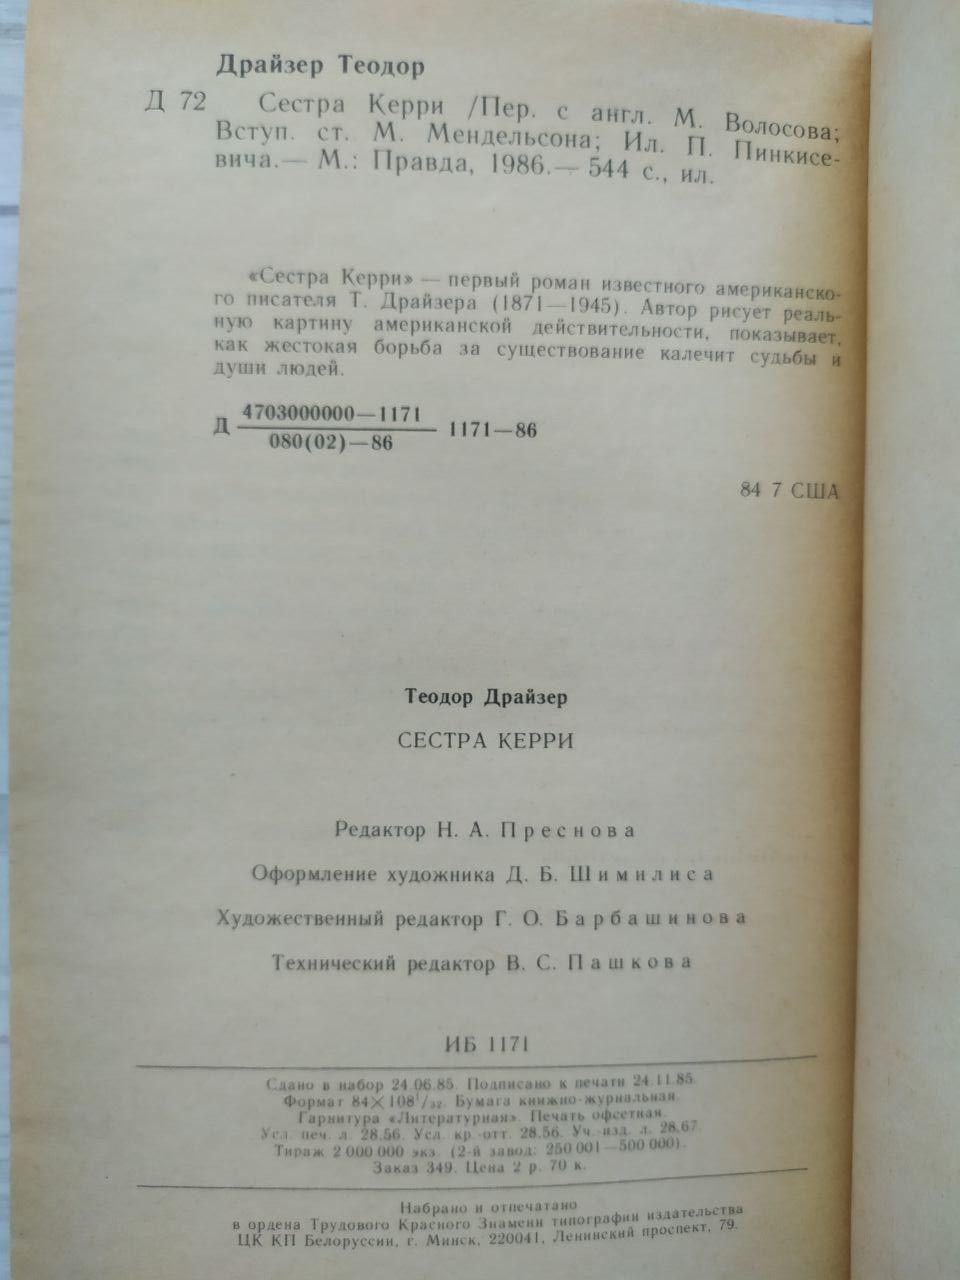 Драйзер Теодор
Д 72 Сестра Керри /Пер. с англ. М. Волосова;
Вступ. ст. М. Мендельсона; Ил. П. Пинкисе-
вича.— М.: Правда, 1986.— 544 с., ил.
«Сестра Керри» — первый роман известного американско-
го писателя Т. Драйзера (1871—1945). Автор рисует реаль-
ную картину американской действительности, показывает,
как жестокая борьба за существование калечит судьбы и
души людей.
4703000000—1171
Д 1171—86
080(02)—86
84 7 США
Теодор Драйзер
СЕСТРА КЕРРИ
Редактор Н. А. Преснова
Оформление художника Д. Б. Шимилиса
Художественный редактор Г. О. Барбашинова
Технический редактор В. С. Пашкова
ИБ 1171
Сдано в набор 24.06.85. Подписано к печати 24.11.85.
Формат 84×108¹/₃₂. Бумага книжно-журнальная.
Гарнитура «Литературная». Печать офсетная.
Усл. печ. л. 28,56. Усл. кр.-отт. 28,56. Уч.-изд. л. 28,67.
Тираж 2 000 000 экз. (2-й завод: 250 001—500 000).
Заказ 349. Цена 2 р. 70 к.
Набрано и отпечатано
в ордена Трудового Красного Знамени типографии издательства
ЦК КП Белоруссии, г. Минск, 220041, Ленинский проспект, 79.